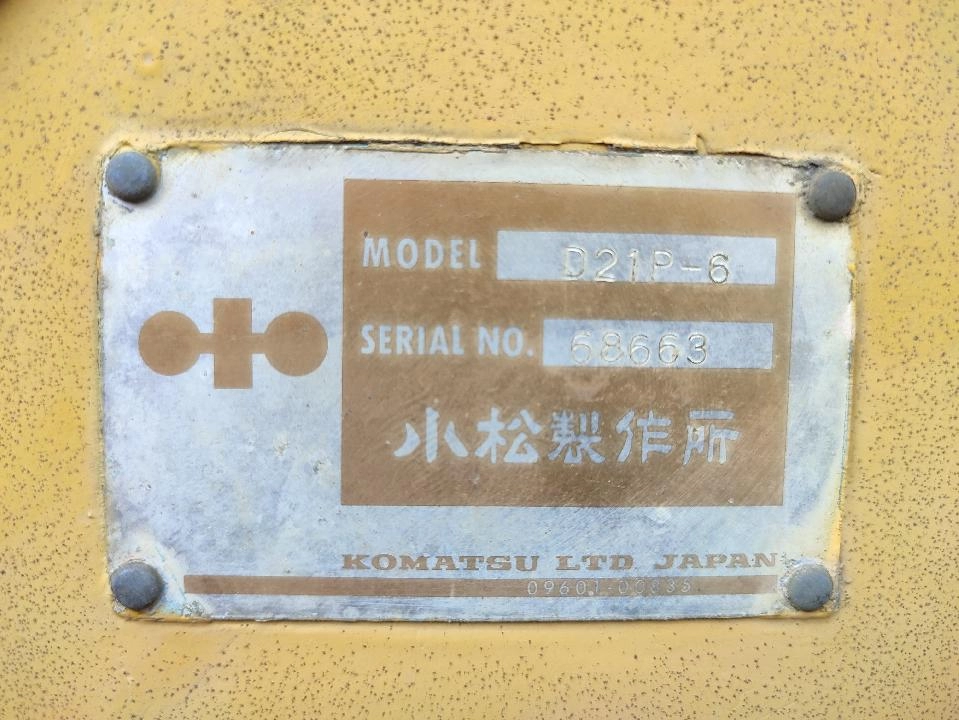 MODEL D21P-6
SERIAL NO. 68663
小松製作所
KOMATSU LTD JAPAN